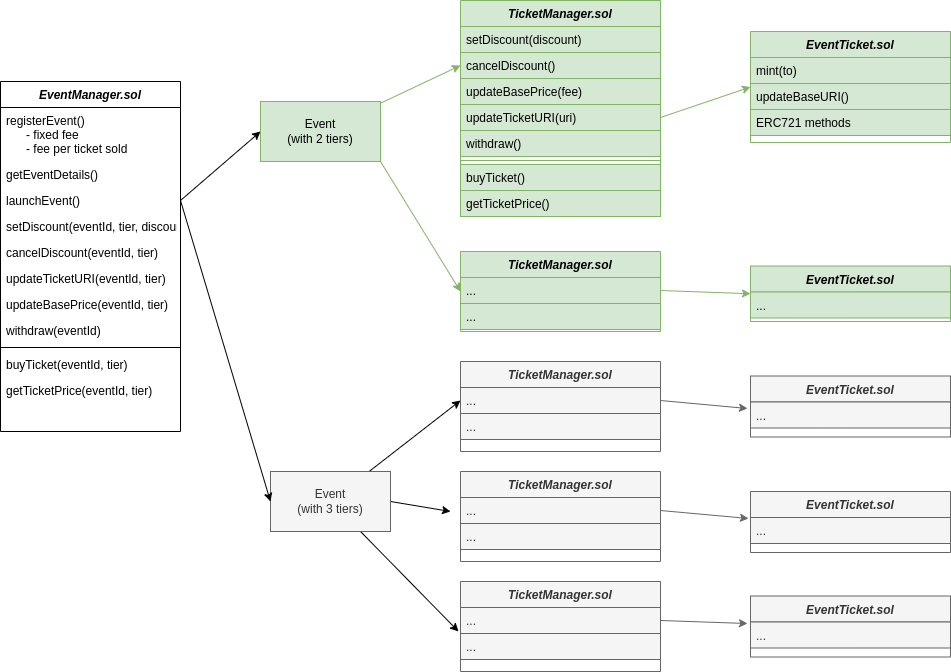 EventManager.sol
registerEvent()
- fixed fee
- fee per ticket sold
getEventDetails()
launchEvent()
setDiscount(eventId, tier, discou
cancelDiscount(eventId, tier)
updateTicketURI(eventId, tier)
updateBasePrice(eventId, tier)
withdraw(eventId)
buyTicket(eventId, tier)
getTicketPrice(eventId, tier)
Event
(with 2 tiers)
TicketManager.sol
setDiscount(discount)
cancelDiscount()
updateBasePrice(fee)
updateTicketURI(uri)
withdraw()
buyTicket()
getTicketPrice()
EventTicket.sol
mint(to)
updateBaseURI()
ERC721 methods
TicketManager.sol
...
...
EventTicket.sol
...
Event
(with 3 tiers)
TicketManager.sol
...
...
EventTicket.sol
...
TicketManager.sol
...
...
EventTicket.sol
...
TicketManager.sol
...
...
EventTicket.sol
...